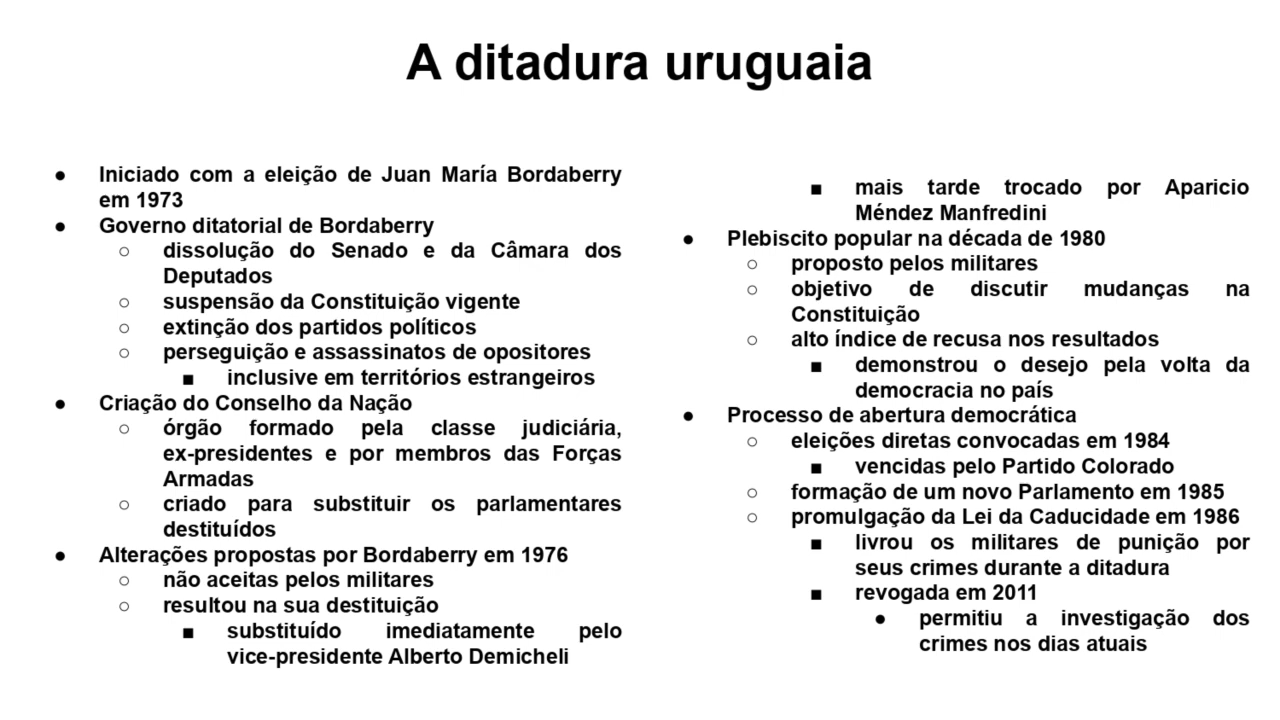 A ditadura uruguaia
● Iniciado com a eleição de Juan María Bordaberry
em 1973
● Governo ditatorial de Bordaberry
○ dissolução do Senado e da Câmara dos
Deputados
○ suspensão da Constituição vigente
○ extinção dos partidos políticos
○ perseguição e assassinatos de opositores
■ inclusive em territórios estrangeiros
● Criação do Conselho da Nação
○ órgão formado pela classe judiciária,
ex-presidentes e por membros das Forças
Armadas
○ criado para substituir os parlamentares
destituídos
● Alterações propostas por Bordaberry em 1976
○ não aceitas pelos militares
○ resultou na sua destituição
■ substituído imediatamente pelo
vice-presidente Alberto Demicheli
■ mais tarde trocado por Aparicio
Méndez Manfredini
● Plebiscito popular na década de 1980
○ proposto pelos militares
○ objetivo de discutir mudanças na
Constituição
○ alto índice de recusa nos resultados
■ demonstrou o desejo pela volta da
democracia no país
● Processo de abertura democrática
○ eleições diretas convocadas em 1984
■ vencidas pelo Partido Colorado
○ formação de um novo Parlamento em 1985
○ promulgação da Lei da Caducidade em 1986
■ livrou os militares de punição por
seus crimes durante a ditadura
■ revogada em 2011
● permitiu a investigação dos
crimes nos dias atuais